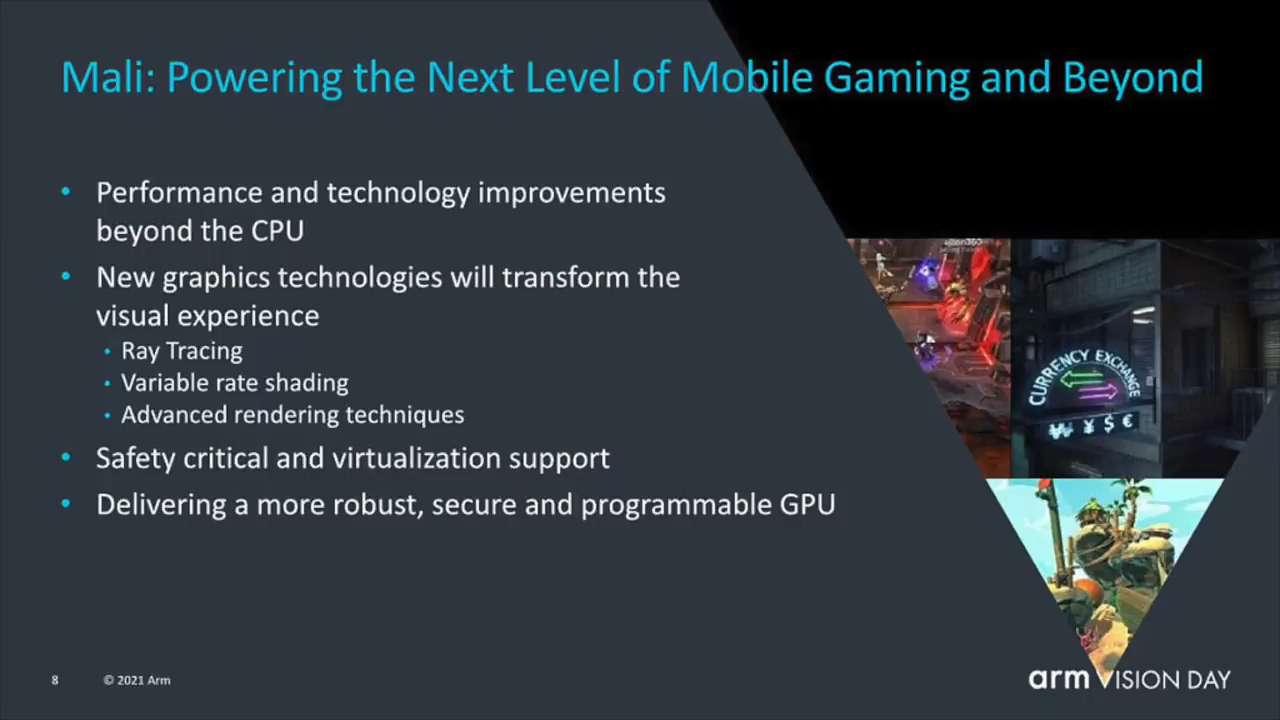 Mali: Powering the Next Level of Mobile Gaming and Beyond
• Performance and technology improvements
beyond the CPU
• New graphics technologies will transform the
visual experience
• Ray Tracing
• Variable rate shading
• Advanced rendering techniques
• Safety critical and virtualization support
• Delivering a more robust, secure and programmable GPU
CURRENCY EXCHANGE
₩ ¥ $ €
8
© 2021 Arm
arm VISION DAY